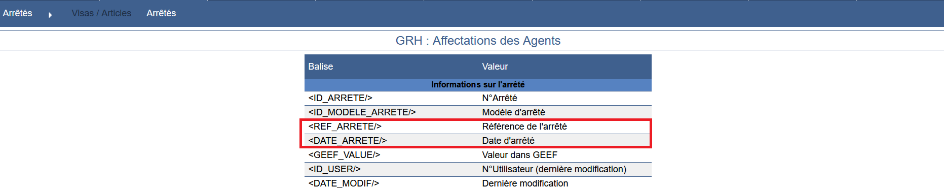 Arrêtés Visas / Articles Arrêtés
GRH : Affectations des Agents
Balise Valeur
Informations sur l'arrêté
<ID_ARRETE/> N°Arrêté
<ID_MODELE_ARRETE/> Modèle d'arrêté
<REF_ARRETE/> Référence de l'arrêté
<DATE_ARRETE/> Date d'arrêté
<GEEF_VALUE/> Valeur dans GEEF
<ID_USER/> N°Utilisateur (dernière modification)
<DATE_MODIF/> Dernière modification